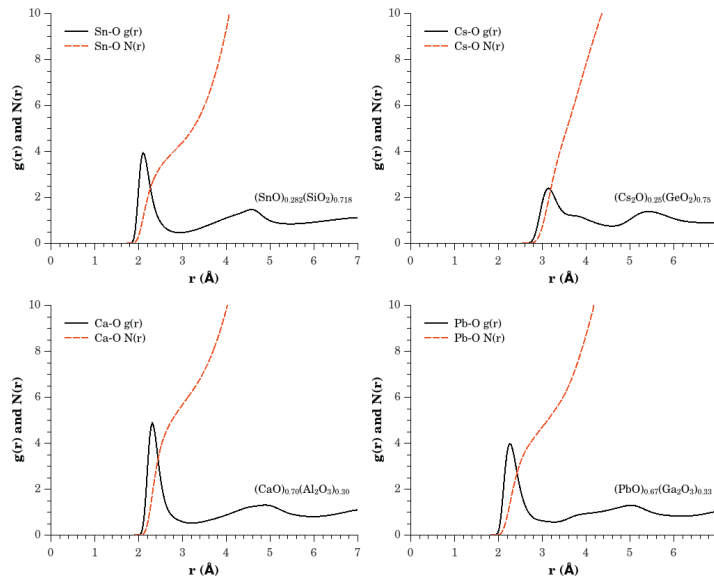 g(r) and N(r)
10
8
6
4
2
0
Sn-O g(r)
Sn-O N(r)
(SnO)0.282(SiO2)0.718
0 1 2 3 4 5 6 7
r (Å)
g(r) and N(r)
10
8
6
4
2
0
Cs-O g(r)
Cs-O N(r)
(Cs2O)0.25(GeO2)0.75
0 1 2 3 4 5 6
r (Å)
g(r) and N(r)
10
8
6
4
2
0
Ca-O g(r)
Ca-O N(r)
(CaO)0.70(Al2O3)0.30
0 1 2 3 4 5 6 7
r (Å)
g(r) and N(r)
10
8
6
4
2
0
Pb-O g(r)
Pb-O N(r)
(PbO)0.67(Ga2O3)0.33
0 1 2 3 4 5 6
r (Å)